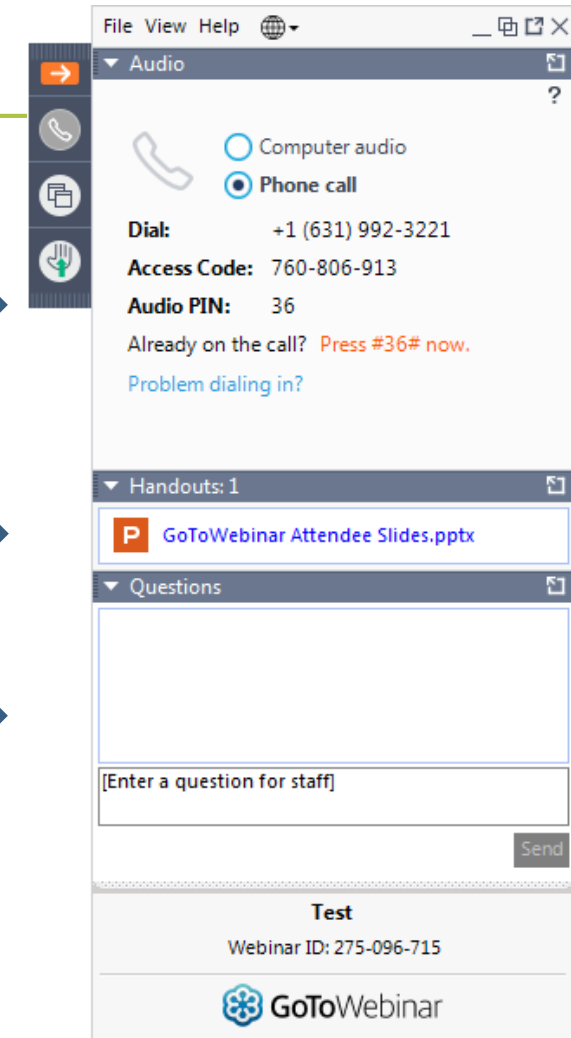 File View Help
Audio
?
Computer audio
Phone call
Dial: +1 (631) 992-3221
Access Code: 760-806-913
Audio PIN: 36
Already on the call? Press #36# now.
Problem dialing in?
Handouts: 1
P GoToWebinar Attendee Slides.pptx
Questions
[Enter a question for staff]
Send
Test
Webinar ID: 275-096-715
GoToWebinar